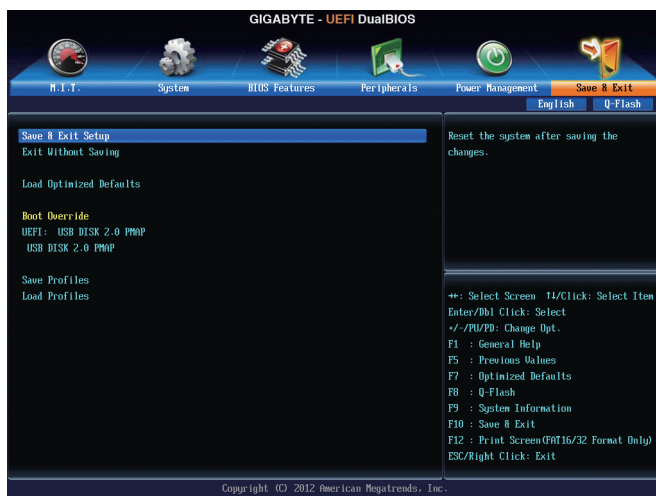 GIGABYTE - UEFI DualBIOS
M.I.T. System BIOS Features Peripherals Power Management Save & Exit
English Q-Flash
Save & Exit Setup
Exit Without Saving
Load Optimized Defaults
Boot Override
UEFI: USB DISK 2.0 PMAP
USB DISK 2.0 PMAP
Save Profiles
Load Profiles
Reset the system after saving the
changes.
→←: Select Screen ↑↓/Click: Select Item
Enter/Dbl Click: Select
+/-/PU/PD: Change Opt.
F1 : General Help
F5 : Previous Values
F7 : Optimized Defaults
F8 : Q-Flash
F9 : System Information
F10 : Save & Exit
F12 : Print Screen(FAT16/32 Format Only)
ESC/Right Click: Exit
Copyright (C) 2012 American Megatrends, Inc.